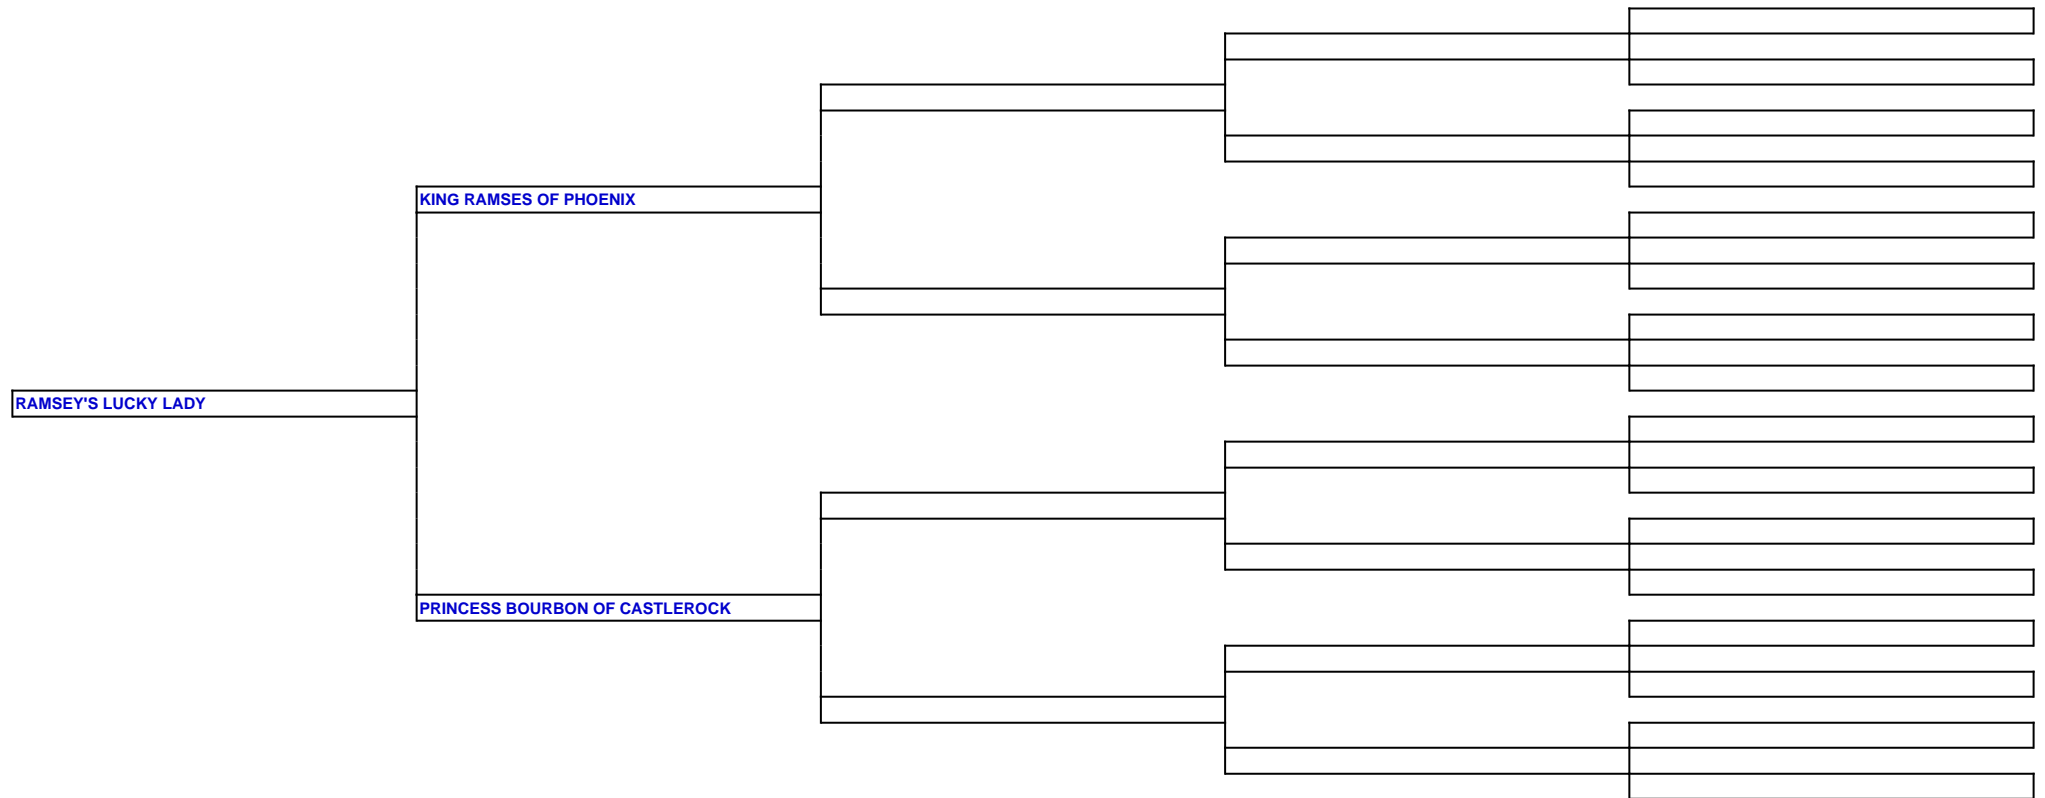 KING RAMSES OF PHOENIX
RAMSEY'S LUCKY LADY
PRINCESS BOURBON OF CASTLEROCK